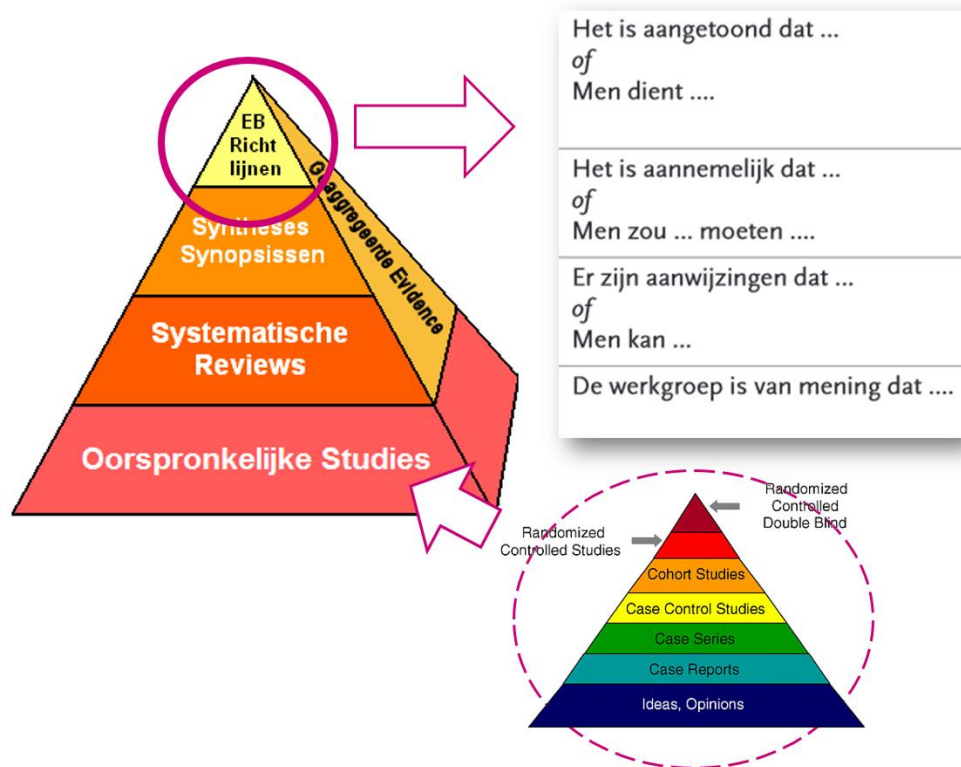 EB
Richt
lijnen
Syntheses
Synopsissen
Systematische
Reviews
Oorspronkelijke Studies
Geaggregeerde Evidence
Het is aangetoond dat ...
of
Men dient ....
Het is aannemelijk dat ...
of
Men zou ... moeten ....
Er zijn aanwijzingen dat ...
of
Men kan ...
De werkgroep is van mening dat ....
Randomized
Controlled
Double Blind
Randomized
Controlled Studies
Cohort Studies
Case Control Studies
Case Series
Case Reports
Ideas, Opinions